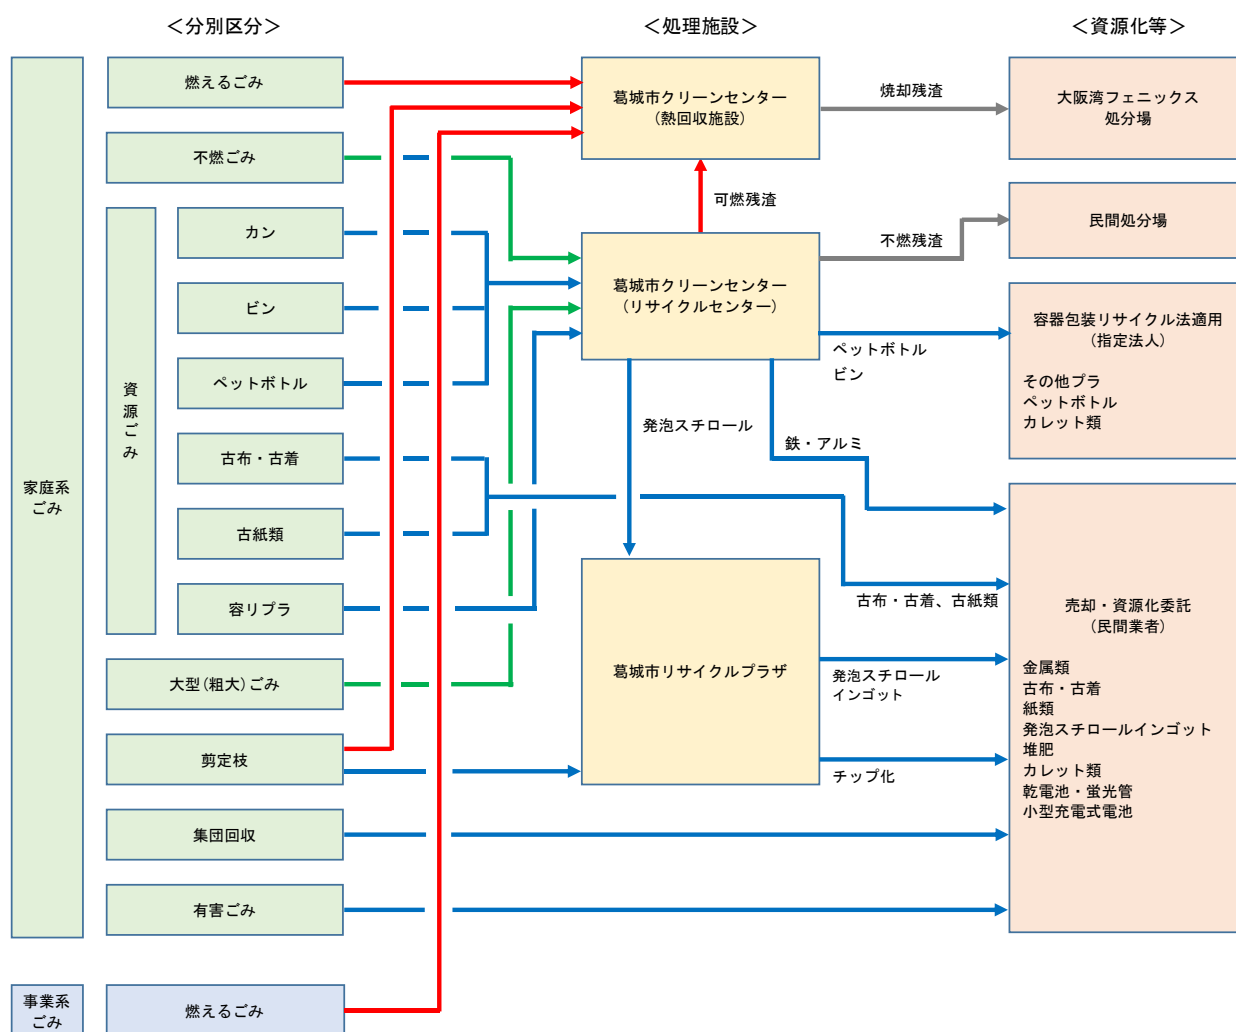 ＜分別区分＞
＜処理施設＞
＜資源化等＞
家庭系
ごみ
燃えるごみ
不燃ごみ
資源ごみ
カン
ビン
ペットボトル
古布・古着
古紙類
容リプラ
大型(粗大)ごみ
剪定枝
集団回収
有害ごみ
事業系
ごみ
燃えるごみ
葛城市クリーンセンター
(熱回収施設)
可燃残渣
葛城市クリーンセンター
(リサイクルセンター)
発泡スチロール
葛城市リサイクルプラザ
焼却残渣
不燃残渣
ペットボトル
ビン
鉄・アルミ
古布・古着、古紙類
発泡スチロール
インゴット
チップ化
大阪湾フェニックス
処分場
民間処分場
容器包装リサイクル法適用
(指定法人)
その他プラ
ペットボトル
カレット類
売却・資源化委託
(民間業者)
金属類
古布・古着
紙類
発泡スチロールインゴット
堆肥
カレット類
乾電池・蛍光管
小型充電式電池